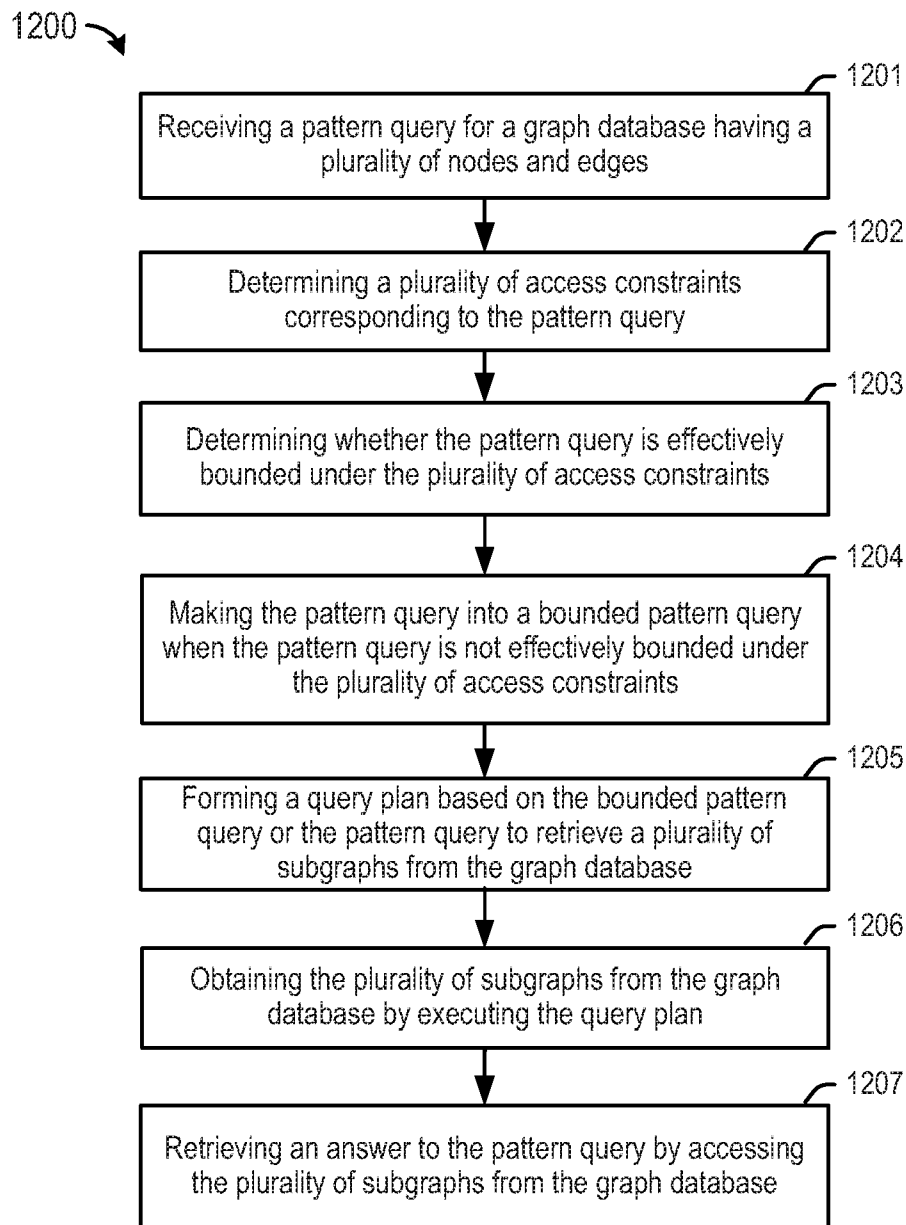 1200
1201
Receiving a pattern query for a graph database having a
plurality of nodes and edges
1202
Determining a plurality of access constraints
corresponding to the pattern query
1203
Determining whether the pattern query is effectively
bounded under the plurality of access constraints
1204
Making the pattern query into a bounded pattern query
when the pattern query is not effectively bounded under
the plurality of access constraints
1205
Forming a query plan based on the bounded pattern
query or the pattern query to retrieve a plurality of
subgraphs from the graph database
1206
Obtaining the plurality of subgraphs from the graph
database by executing the query plan
1207
Retrieving an answer to the pattern query by accessing
the plurality of subgraphs from the graph database